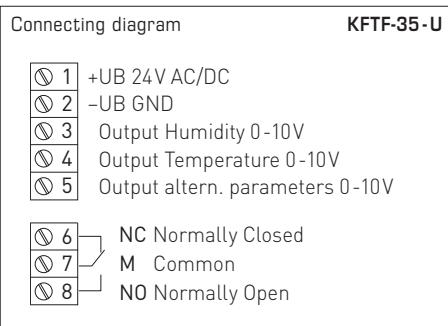 Connecting diagram KFTF-35-U
1 +UB 24V AC/DC
2 –UB GND
3 Output Humidity 0-10V
4 Output Temperature 0-10V
5 Output altern. parameters 0-10V
6 NC Normally Closed
7 M Common
8 NO Normally Open